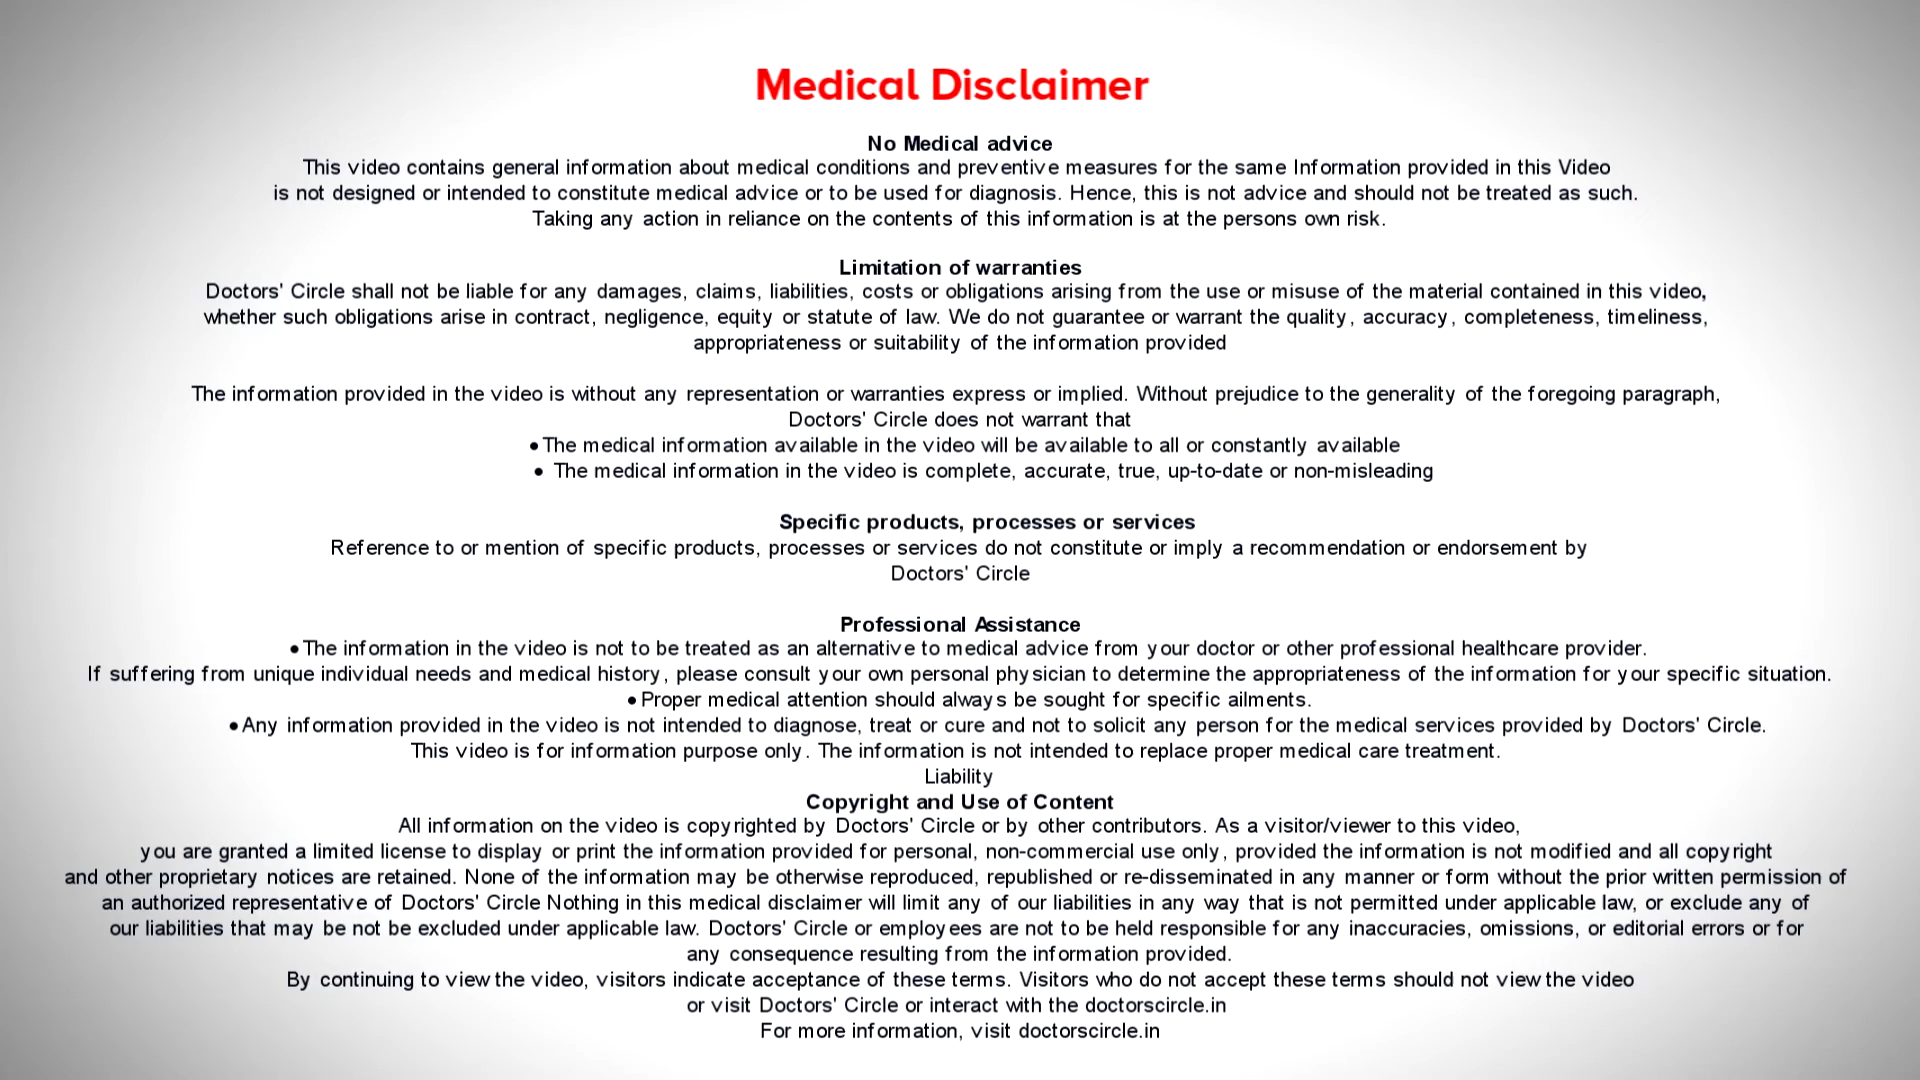 Medical Disclaimer
No Medical advice
This video contains general information about medical conditions and preventive measures for the same Information provided in this Video
is not designed or intended to constitute medical advice or to be used for diagnosis. Hence, this is not advice and should not be treated as such.
Taking any action in reliance on the contents of this information is at the persons own risk.
Limitation of warranties
Doctors' Circle shall not be liable for any damages, claims, liabilities, costs or obligations arising from the use or misuse of the material contained in this video,
whether such obligations arise in contract, negligence, equity or statute of law. We do not guarantee or warrant the quality, accuracy, completeness, timeliness,
appropriateness or suitability of the information provided
The information provided in the video is without any representation or warranties express or implied. Without prejudice to the generality of the foregoing paragraph,
Doctors' Circle does not warrant that
• The medical information available in the video will be available to all or constantly available
• The medical information in the video is complete, accurate, true, up-to-date or non-misleading
Specific products, processes or services
Reference to or mention of specific products, processes or services do not constitute or imply a recommendation or endorsement by
Doctors' Circle
Professional Assistance
• The information in the video is not to be treated as an alternative to medical advice from your doctor or other professional healthcare provider.
If suffering from unique individual needs and medical history, please consult your own personal physician to determine the appropriateness of the information for your specific situation.
• Proper medical attention should always be sought for specific ailments.
• Any information provided in the video is not intended to diagnose, treat or cure and not to solicit any person for the medical services provided by Doctors' Circle.
This video is for information purpose only. The information is not intended to replace proper medical care treatment.
Liability
Copyright and Use of Content
All information on the video is copyrighted by Doctors' Circle or by other contributors. As a visitor/viewer to this video,
you are granted a limited license to display or print the information provided for personal, non-commercial use only, provided the information is not modified and all copyright
and other proprietary notices are retained. None of the information may be otherwise reproduced, republished or re-disseminated in any manner or form without the prior written permission of
an authorized representative of Doctors' Circle Nothing in this medical disclaimer will limit any of our liabilities in any way that is not permitted under applicable law, or exclude any of
our liabilities that may be not be excluded under applicable law. Doctors' Circle or employees are not to be held responsible for any inaccuracies, omissions, or editorial errors or for
any consequence resulting from the information provided.
By continuing to view the video, visitors indicate acceptance of these terms. Visitors who do not accept these terms should not view the video
or visit Doctors' Circle or interact with the doctorscircle.in
For more information, visit doctorscircle.in